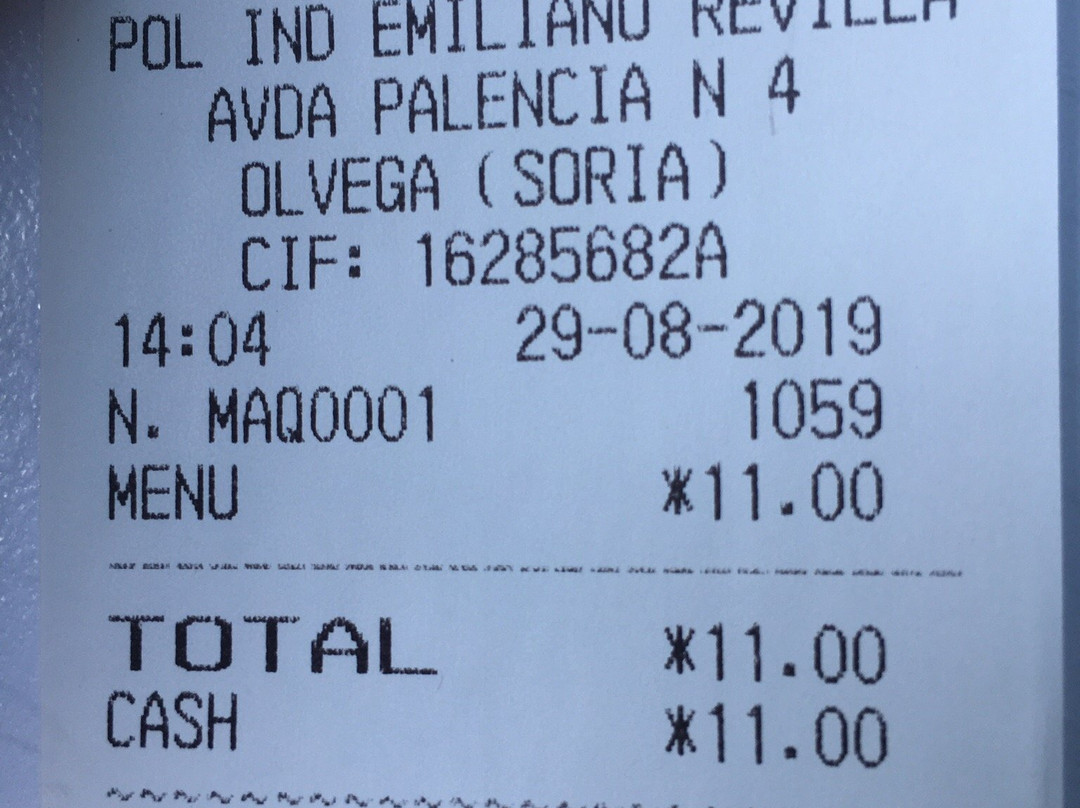 POL IND EMILIANO REVILLA
AVDA PALENCIA N 4
OLVEGA (SORIA)
CIF: 16285682A
14:04 29-08-2019
N. MAQ0001 1059
MENU *11.00
TOTAL *11.00
CASH *11.00